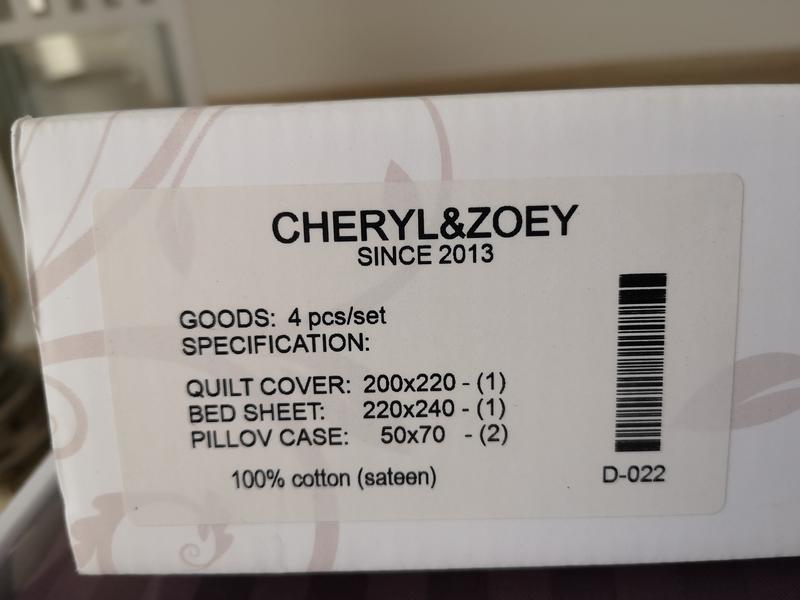 CHERYL&ZOEY
SINCE 2013
GOODS: 4 pcs/set
SPECIFICATION:
QUILT COVER: 200x220 - (1)
BED SHEET: 220x240 - (1)
PILLOV CASE: 50x70 - (2)
100% cotton (sateen)
D-022